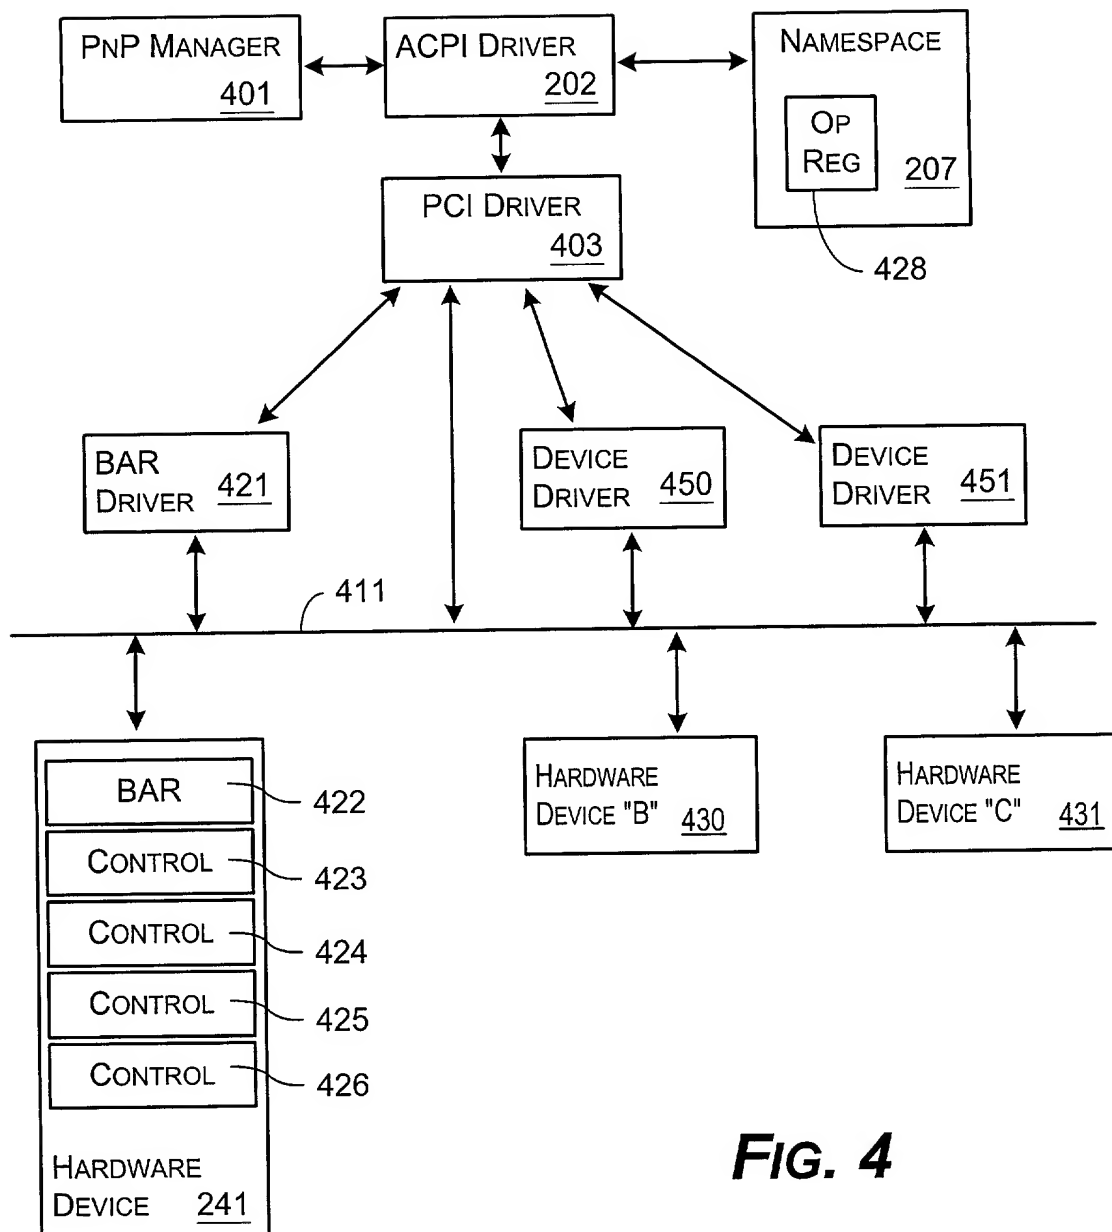 PNP MANAGER
401
ACPI DRIVER
202
NAMESPACE
OP
REG
207
428
PCI DRIVER
403
BAR
DRIVER
421
DEVICE
DRIVER
450
DEVICE
DRIVER
451
411
BAR
422
CONTROL
423
CONTROL
424
CONTROL
425
CONTROL
426
HARDWARE
DEVICE
241
HARDWARE
DEVICE "B"
430
HARDWARE
DEVICE "C"
431
FIG. 4